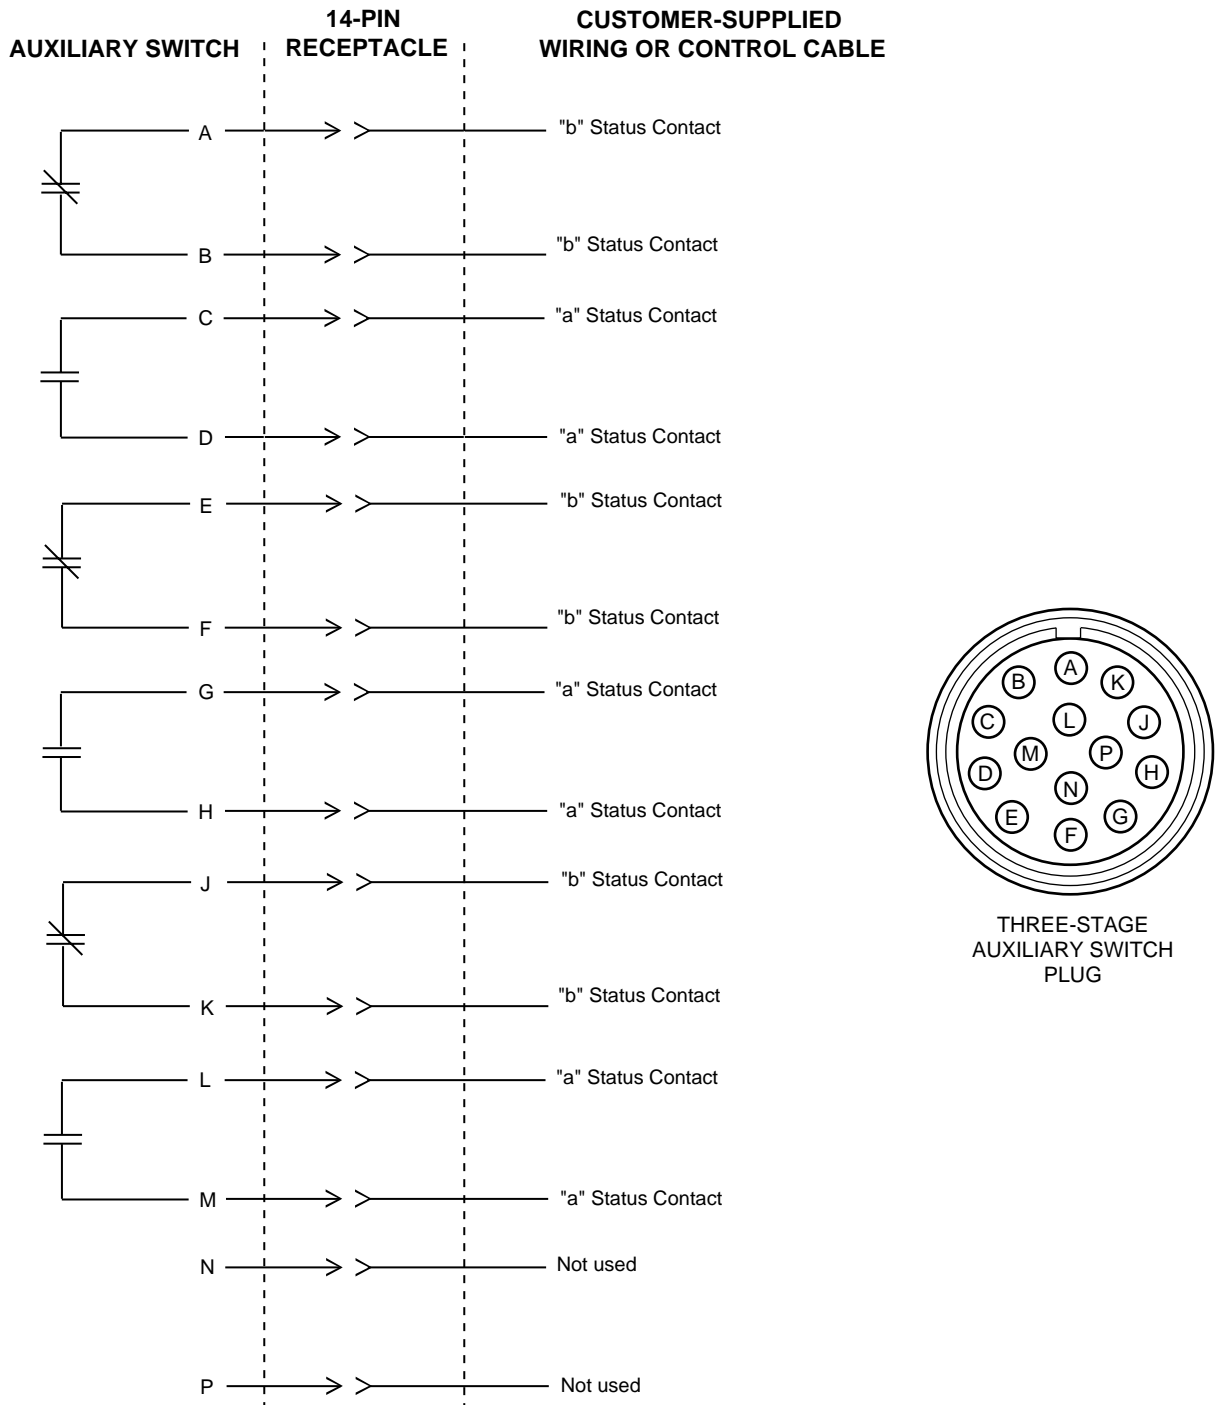 14-PIN
CUSTOMER-SUPPLIED
AUXILIARY SWITCH RECEPTACLE WIRING OR CONTROL CABLE
A "b" Status Contact
B "b" Status Contact
C "a" Status Contact
D "a" Status Contact
E "b" Status Contact
F "b" Status Contact
G "a" Status Contact
H "a" Status Contact
J "b" Status Contact
K "b" Status Contact
L "a" Status Contact
M "a" Status Contact
N Not used
P Not used
A
B K
C L J
M P
D H
N
E G
F
THREE-STAGE
AUXILIARY SWITCH
PLUG